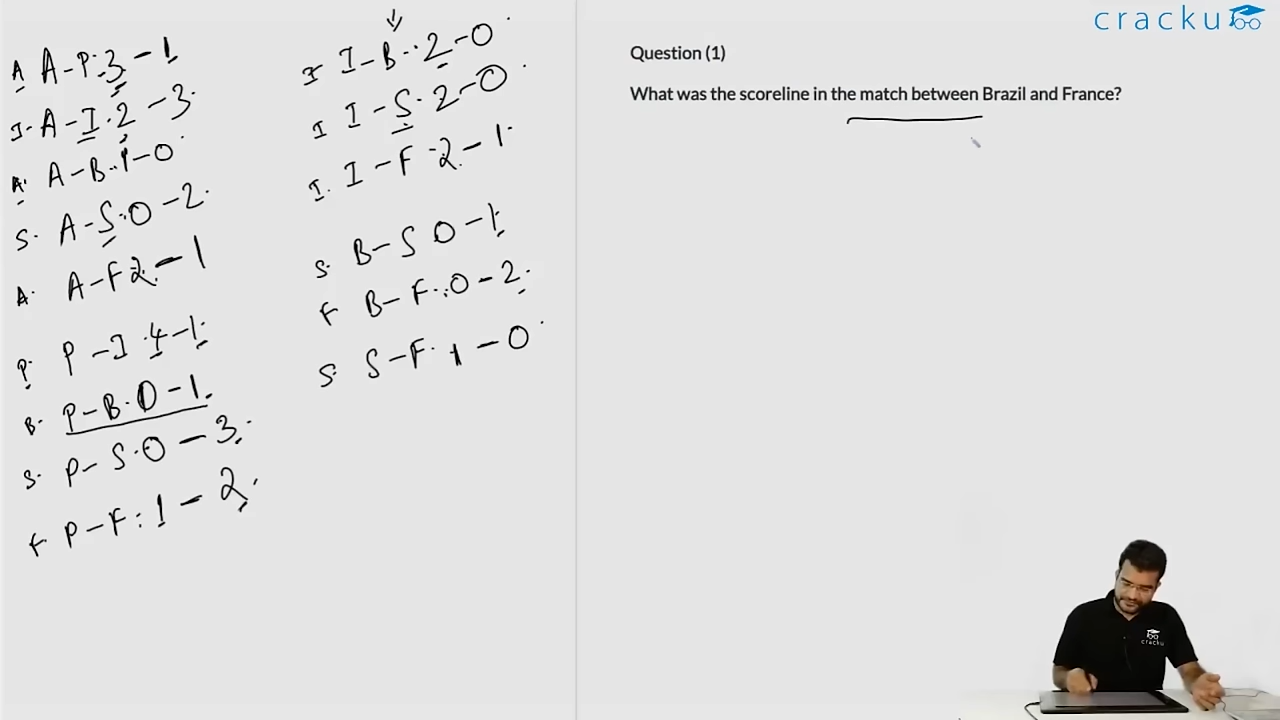 A A-P:3-1
I- A-I.2-3.
A. A-B.1-0
S. A-S.0-2.
A. A-F 2-1
P. P-I 4-1.
B. P-B.0-1.
S. P-S.0-3.
F P-F:1-2.
I- I-B.2-0.
I I-S.2-0.
I. I-F-2-1.
S. B-S 0-1
F B-F.:0-2.
S. S-F.1-0.
cracku
Question (1)
What was the scoreline in the match between Brazil and France?
cracku